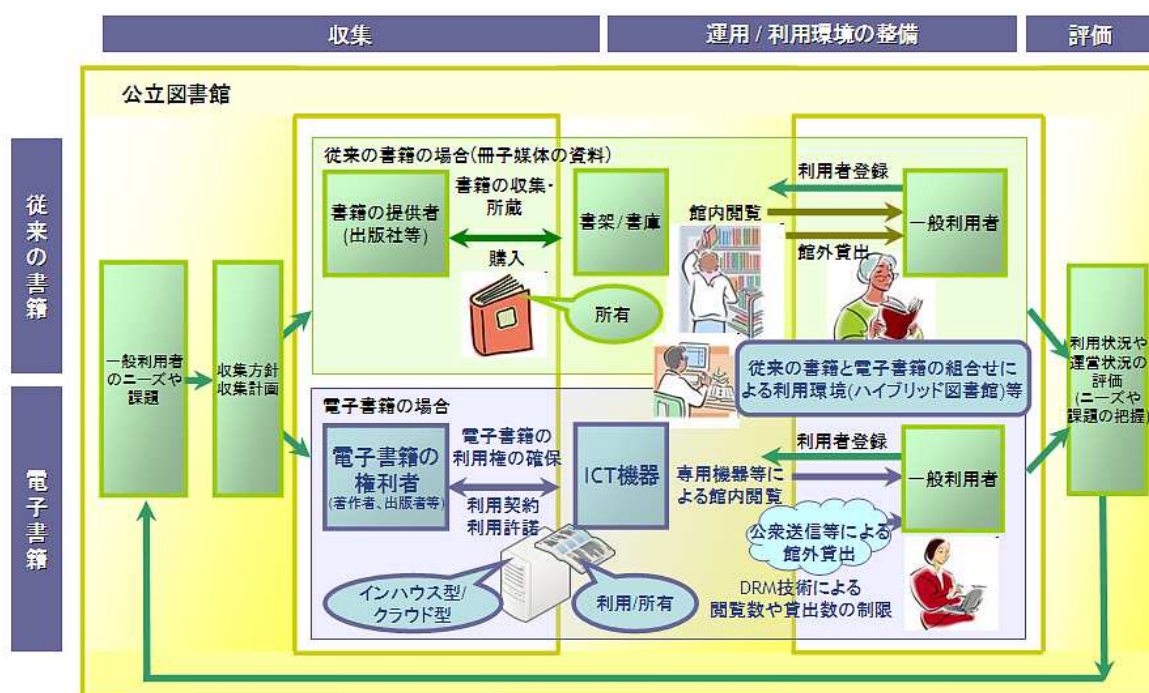 収集
運用 / 利用環境の整備
評価
公立図書館
従来の書籍
電子書籍
一般利用者
のニーズや
課題
収集方針
収集計画
従来の書籍の場合(冊子媒体の資料)
書籍の提供者
(出版社等)
書籍の収集・
所蔵
購入
所有
書架/書庫
館内閲覧
利用者登録
館外貸出
一般利用者
従来の書籍と電子書籍の組合せに
よる利用環境(ハイブリッド図書館)等
電子書籍の場合
電子書籍の
権利者
(著作者、出版者等)
電子書籍の
利用権の確保
利用契約
利用許諾
インハウス型/
クラウド型
利用/所有
ICT機器
専用機器等に
よる館内閲覧
利用者登録
公衆送信等による
館外貸出
DRM技術による
閲覧数や貸出数の制限
一般利用者
利用状況や
運営状況の
評価
(ニーズや
課題の把握)